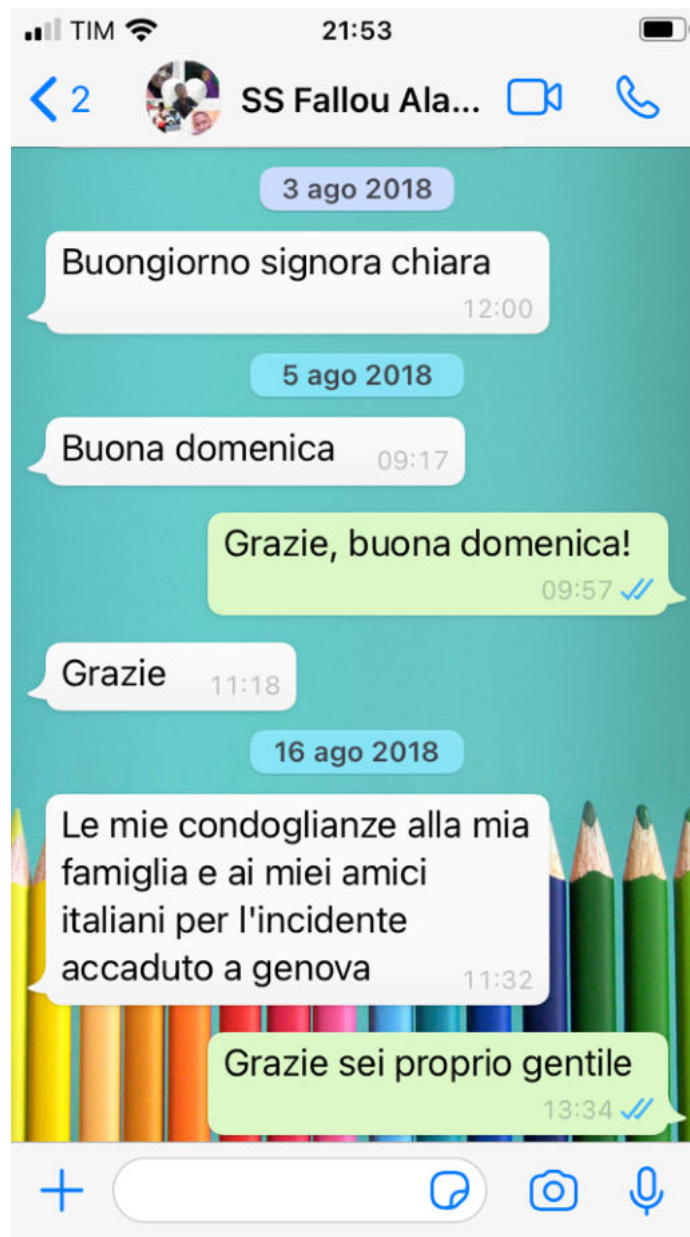 TIM 21:53
2 SS Fallou Ala...
3 ago 2018
Buongiorno signora chiara
12:00
5 ago 2018
Buona domenica 09:17
Grazie, buona domenica!
09:57
Grazie 11:18
16 ago 2018
Le mie condoglianze alla mia
famiglia e ai miei amici
italiani per l'incidente
accaduto a genova 11:32
Grazie sei proprio gentile
13:34